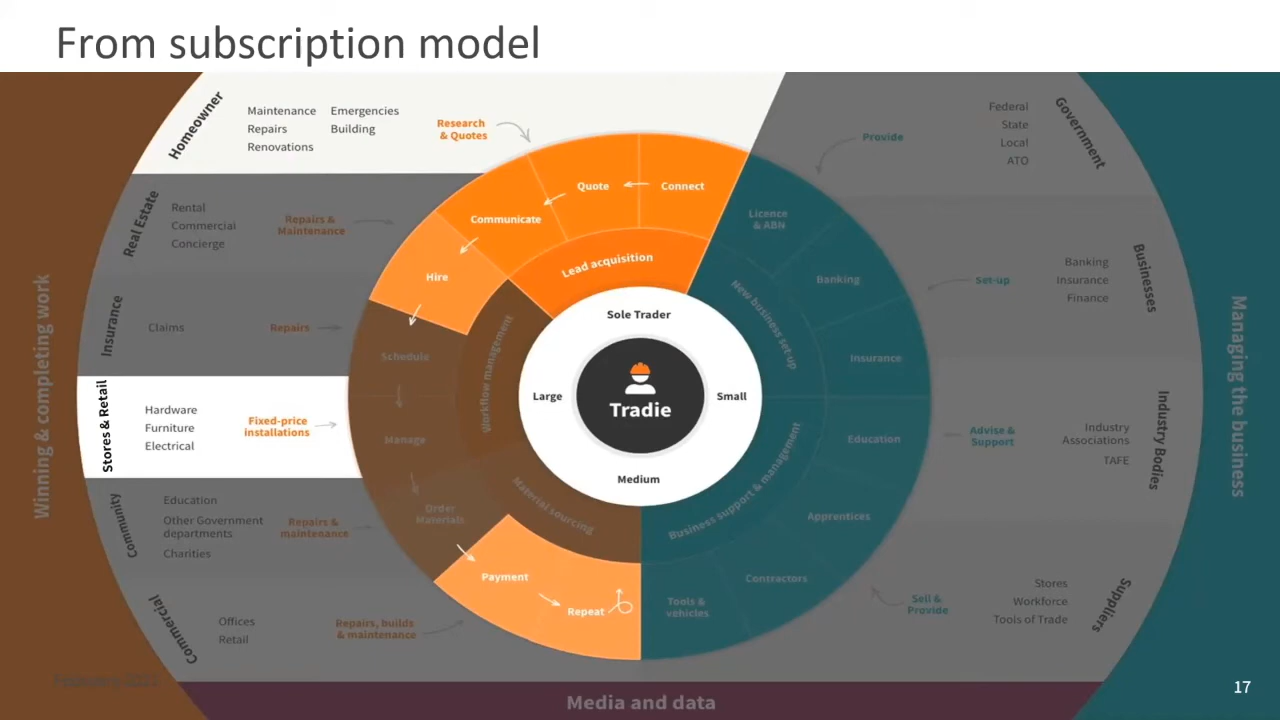 From subscription model
Homeowner
Maintenance
Repairs
Renovations
Emergencies
Building
Research
& Quotes
Real Estate
Rental
Commercial
Concierge
Repairs &
Maintenance
Insurance
Claims
Repairs
Stores & Retail
Hardware
Furniture
Electrical
Fixed-price
installations
Community
Education
Other Government
departments
Charities
Repairs &
maintenance
Commercial
Offices
Retail
Repairs, builds
& maintenance
Winning & completing work
Connect
Quote
Communicate
Hire
Schedule
Manage
Order
Materials
Payment
Repeat
Lead acquisition
Workflow management
Material sourcing
Sole Trader
Large
Small
Medium
Tradie
New business set-up
Business support & management
Licence
& ABN
Banking
Insurance
Education
Apprentices
Contractors
Tools &
vehicles
Provide
Federal
State
Local
ATO
Government
Set-up
Banking
Insurance
Finance
Businesses
Advise &
Support
Industry
Associations
TAFE
Industry Bodies
Sell &
Provide
Stores
Workforce
Tools of Trade
Suppliers
Managing the business
Media and data
17